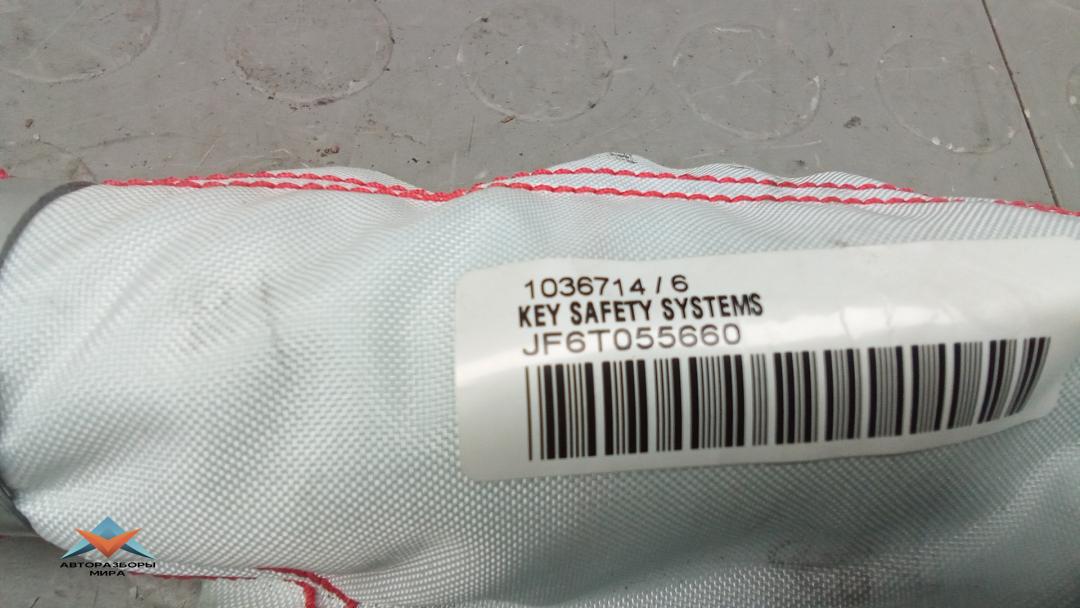 1036714 / 6
KEY SAFETY SYSTEMS
JF6T055660
АВТОРАЗБОРЫ
МИРА